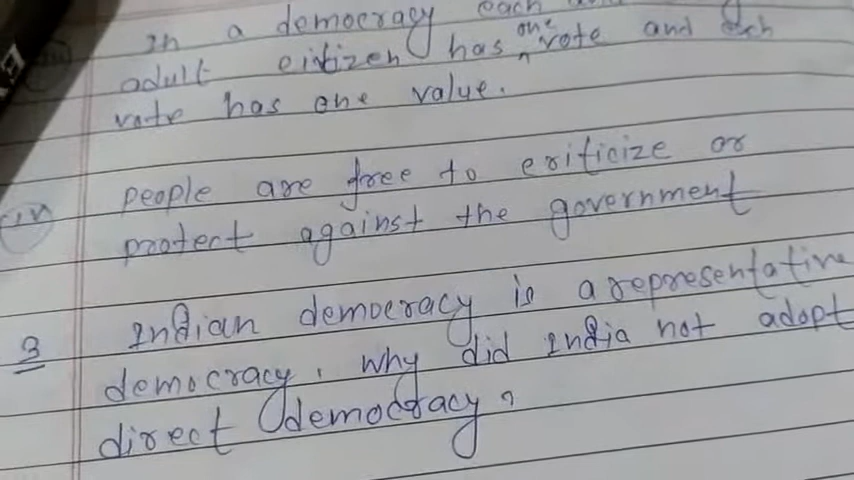 In a democracy each and
adult citizen has one vote and each
vote has one value.
iv people are free to criticize or
protect against the government
3 Indian democracy is a representative
democracy. why did India not adopt
direct democracy?